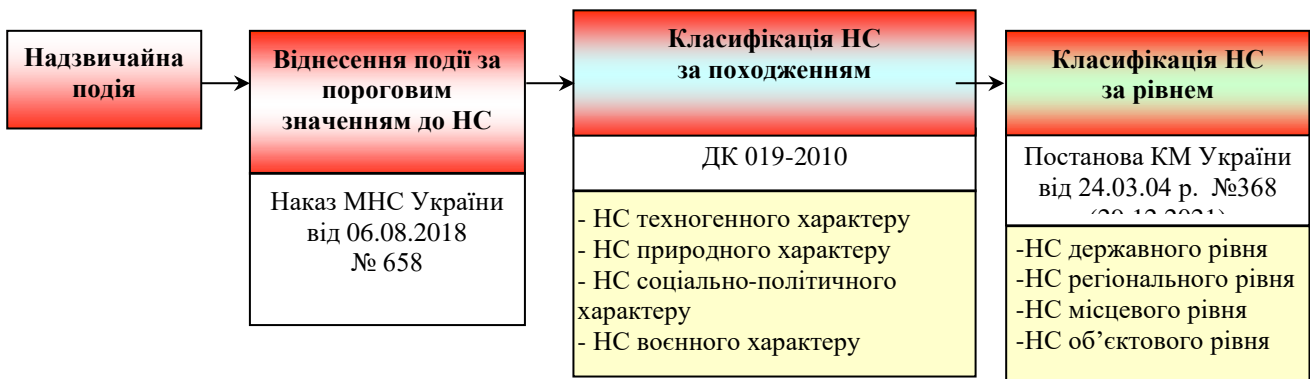 Надзвичайна
подія
Віднесення події за
пороговим
значенням до НС
Наказ МНС України
від 06.08.2018
№ 658
Класифікація НС
за походженням
ДК 019-2010
- НС техногенного характеру
- НС природного характеру
- НС соціально-політичного
характеру
- НС воєнного характеру
Класифікація НС
за рівнем
Постанова КМ України
від 24.03.04 р. №368
-НС державного рівня
-НС регіонального рівня
-НС місцевого рівня
-НС об’єктового рівня